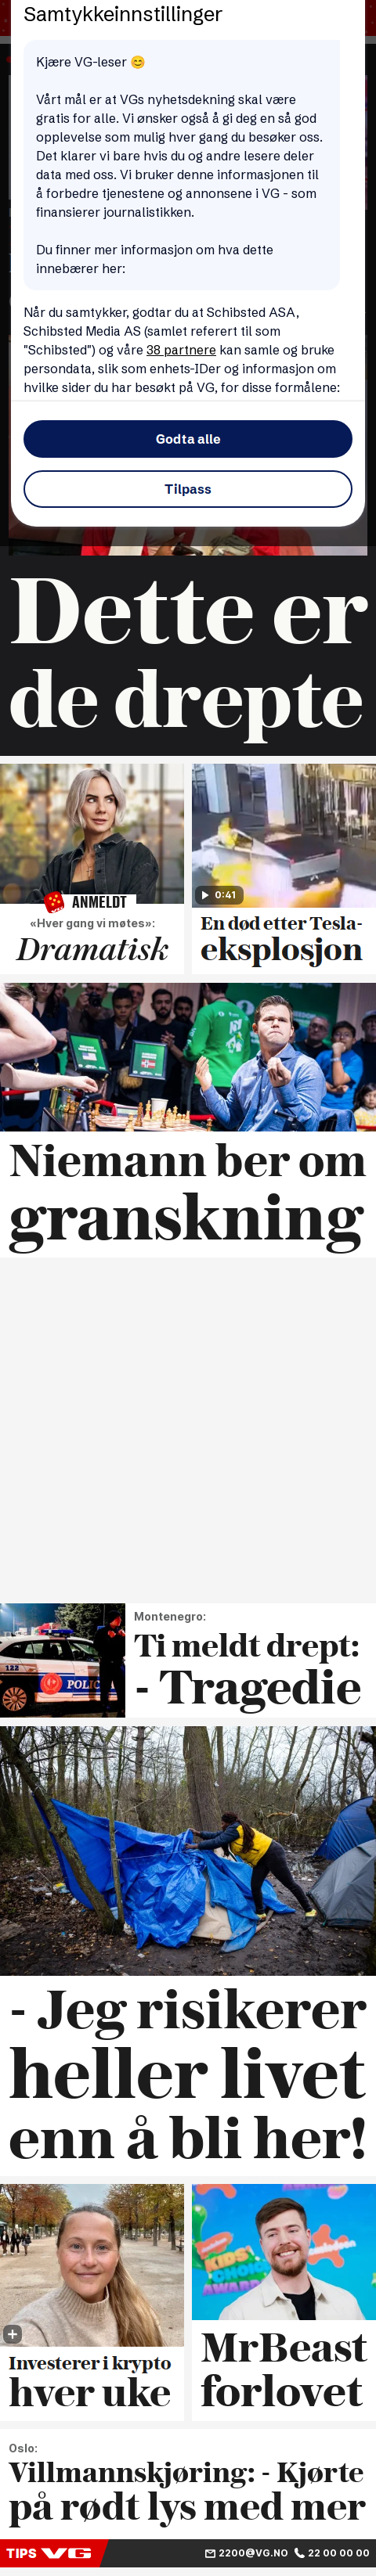 Samtykkeinnstillinger
Kjære VG-leser 😊
Vårt mål er at VGs nyhetsdekning skal være
gratis for alle. Vi ønsker også å gi deg en så god
opplevelse som mulig hver gang du besøker oss.
Det klarer vi bare hvis du og andre lesere deler
data med oss. Vi bruker denne informasjonen til
å forbedre tjenestene og annonsene i VG - som
finansierer journalistikken.
Du finner mer informasjon om hva dette
innebærer her:
Når du samtykker, godtar du at Schibsted ASA,
Schibsted Media AS (samlet referert til som
"Schibsted") og våre 38 partnere kan samle og bruke
persondata, slik som enhets-IDer og informasjon om
hvilke sider du har besøkt på VG, for disse formålene:
Godta alle
Tilpass
Dette er
de drepte
ANMELDT
«Hver gang vi møtes»:
Dramatisk
0:41
En død etter Tesla-
eksplosjon
Niemann ber om
granskning
Montenegro:
Ti meldt drept:
- Tragedie
122
POLIC
- Jeg risikerer
heller livet
enn å bli her!
Investerer i krypto
hver uke
MrBeast
forlovet
Oslo:
Villmannskjøring: - Kjørte
på rødt lys med mer
TIPS VG
2200@VG.NO
22 00 00 00